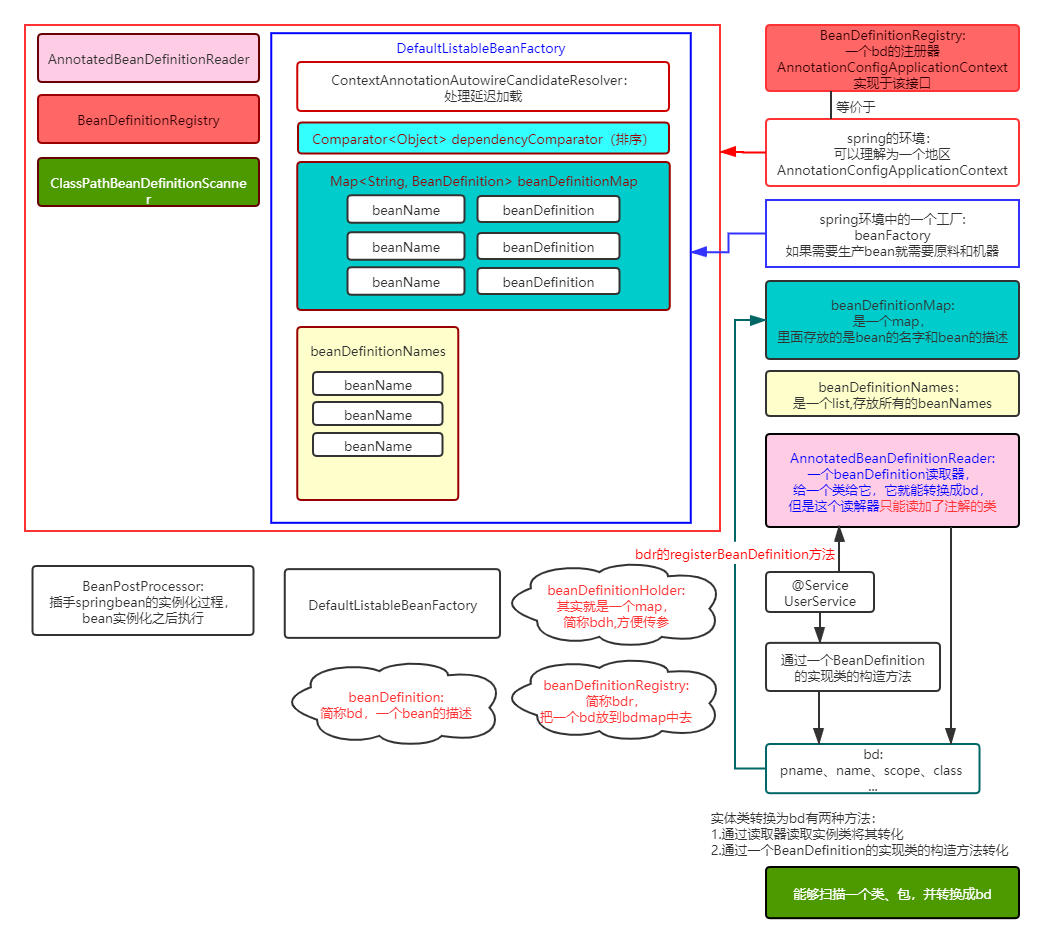 AnnotatedBeanDefinitionReader
BeanDefinitionRegistry
ClassPathBeanDefinitionScanne
r
DefaultListableBeanFactory
ContextAnnotationAutowireCandidateResolver:
处理延迟加载
Comparator<Object> dependencyComparator（排序）
Map<String, BeanDefinition> beanDefinitionMap
beanName
beanDefinition
beanName
beanDefinition
beanName
beanDefinition
beanDefinitionNames
beanName
beanName
beanName
BeanDefinitionRegistry:
一个bd的注册器
AnnotationConfigApplicationContext
实现于该接口
等价于
spring的环境：
可以理解为一个地区
AnnotationConfigApplicationContext
spring环境中的一个工厂：
beanFactory
如果需要生产bean就需要原料和机器
beanDefinitionMap:
是一个map，
里面存放的是bean的名字和bean的描述
beanDefinitionNames：
是一个list,存放所有的beanNames
AnnotatedBeanDefinitionReader:
一个beanDefinition读取器，
给一个类给它，它就能转换成bd，
但是这个读解器只能读加了注解的类
bdr的registerBeanDefinition方法
@Service
UserService
通过一个BeanDefinition
的实现类的构造方法
bd:
pname、name、scope、class
...
BeanPostProcessor:
插手springbean的实例化过程，
bean实例化之后执行
DefaultListableBeanFactory
beanDefinitionHolder:
其实就是一个map，
简称bdh,方便传参
beanDefinition:
简称bd，一个bean的描述
beanDefinitionRegistry:
简称bdr，
把一个bd放到bdmap中去
实体类转换为bd有两种方法：
1.通过读取器读取实例类将其转化
2.通过一个BeanDefinition的实现类的构造方法转化
能够扫描一个类、包，并转换成bd